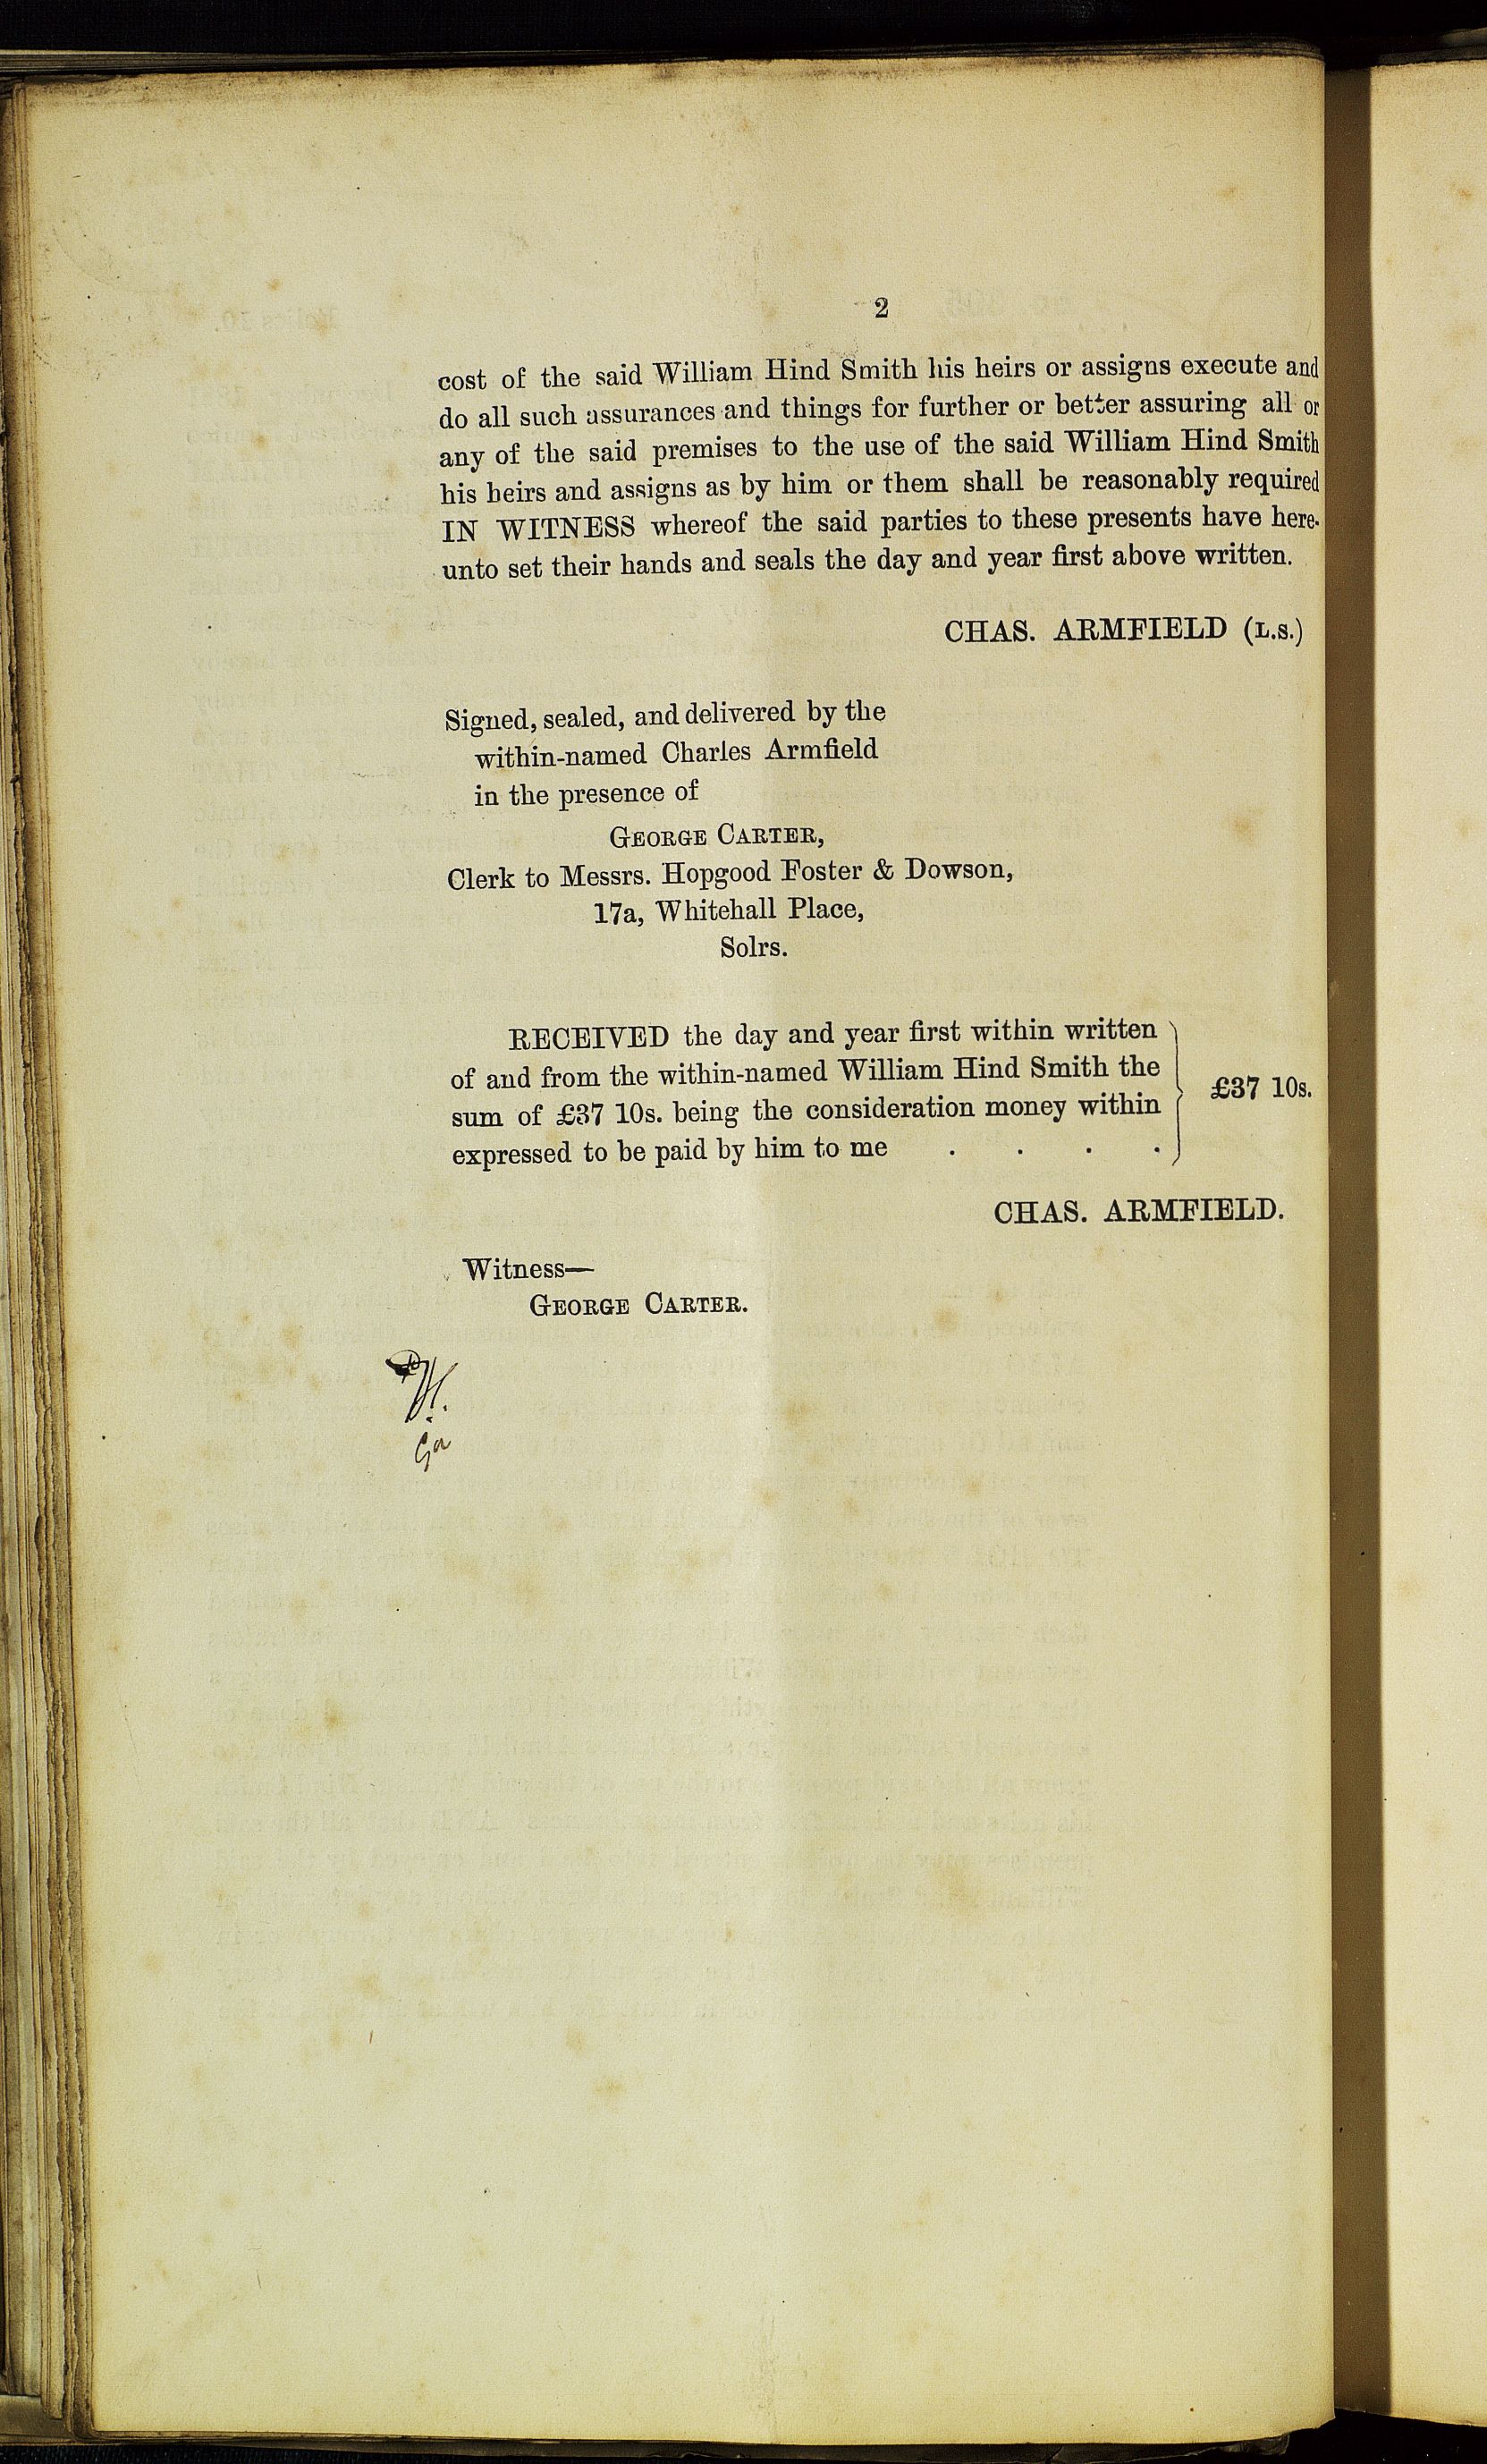 2
cost of the said William Hind Smith his heirs or assigns execute and
do all such assurances and things for further or better assuring all or
any of the said premises to the use of the said William Hind Smith
his heirs and assigns as by him or them shall be reasonably required
IN WITNESS whereof the said parties to these presents have here-
unto set their hands and seals the day and year first above written.
CHAS. ARMFIELD (L.S.)
Signed, sealed, and delivered by the
within-named Charles Armfield
in the presence of
GEORGE CARTER,
Clerk to Messrs. Hopgood Foster & Dowson,
17a, Whitehall Place,
Solrs.
RECEIVED the day and year first within written
of and from the within-named William Hind Smith the
sum of £37 10s. being the consideration money within
expressed to be paid by him to me . . . .
£37 10s.
CHAS. ARMFIELD.
Witness—
GEORGE CARTER.